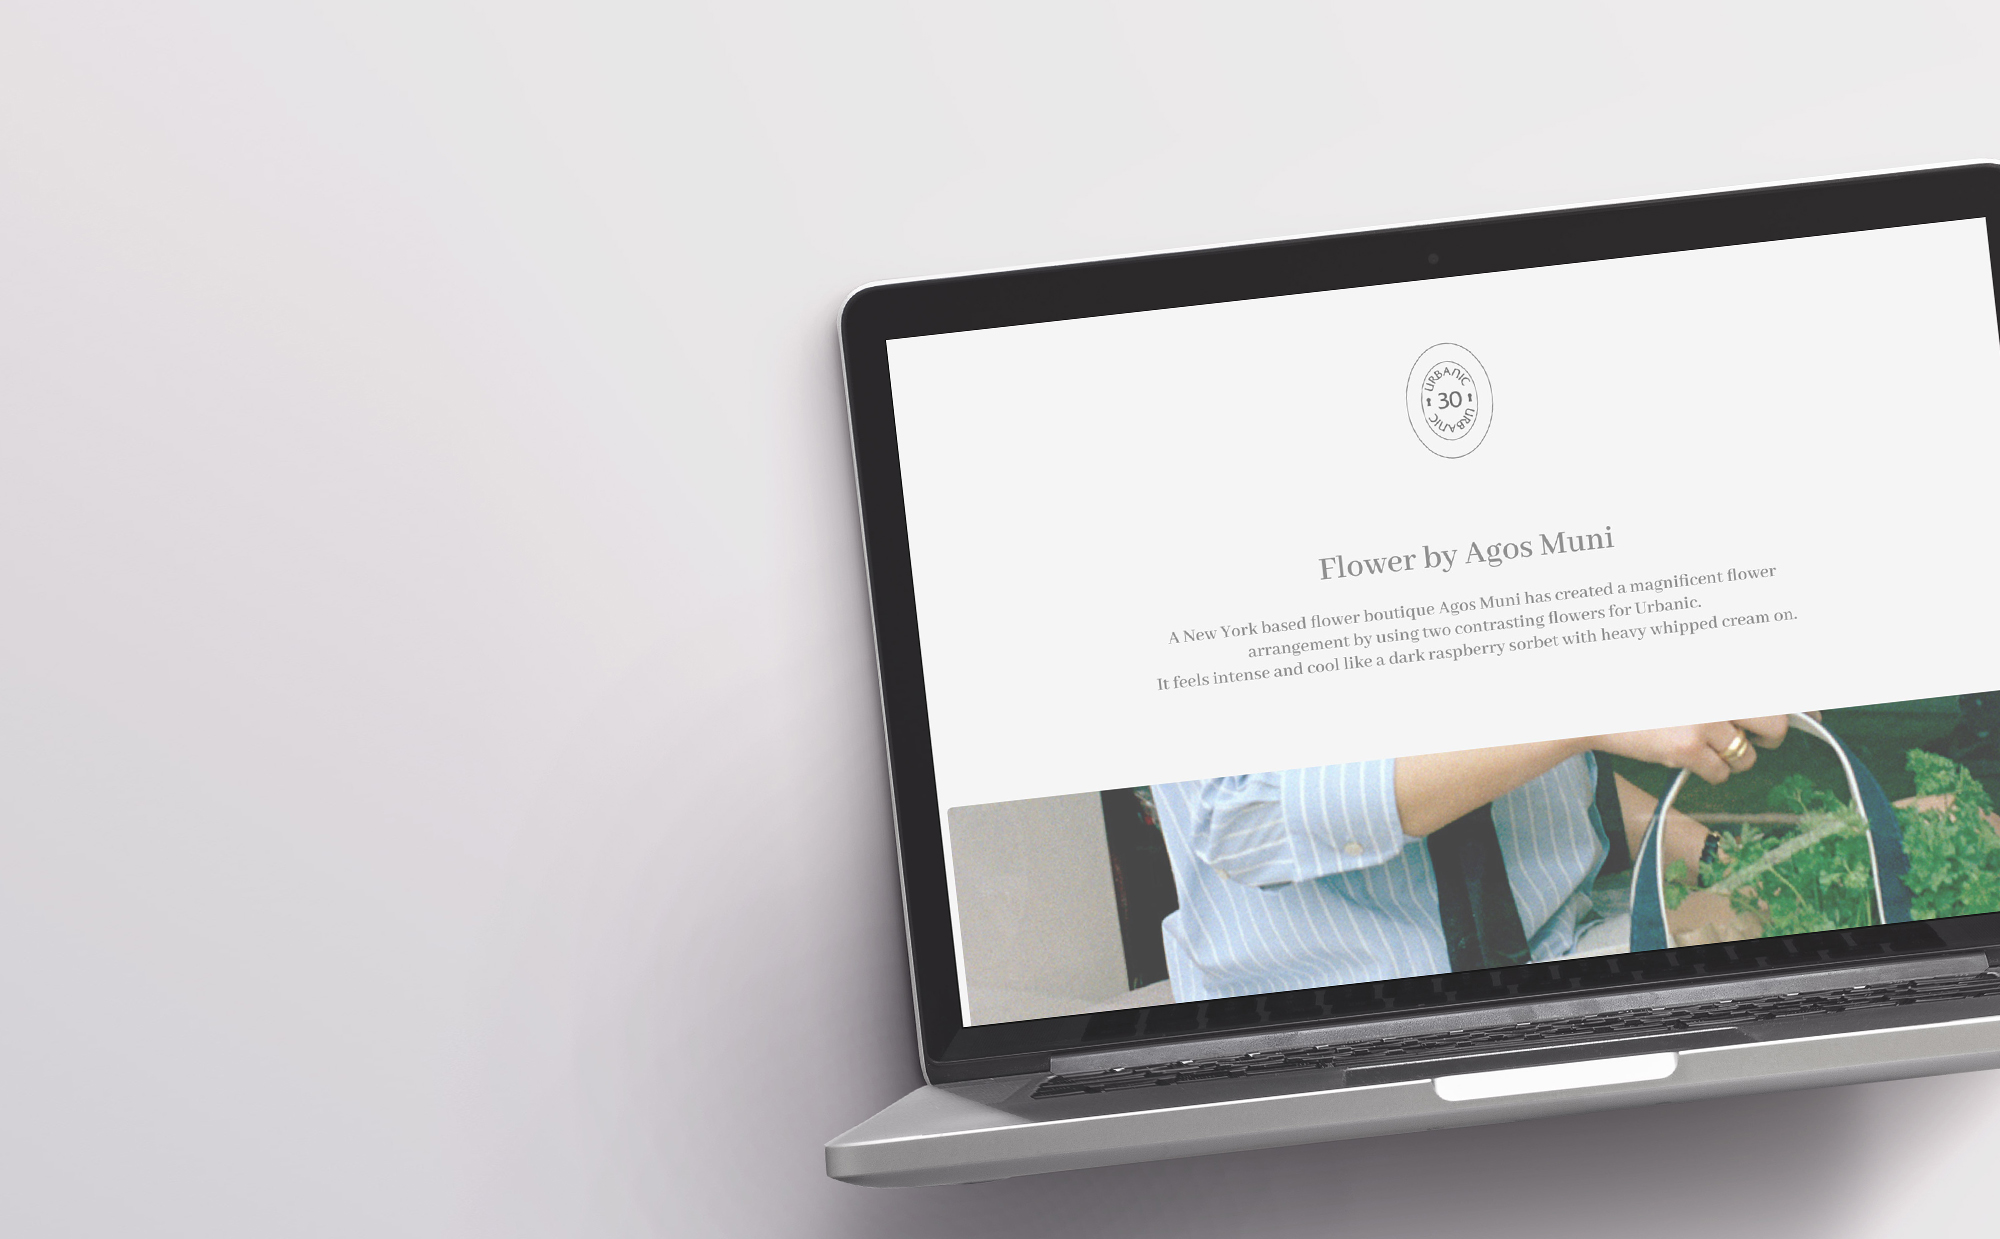 URBANIC
30
URBANIC
Flower by Agos Muni
A New York based flower boutique Agos Muni has created a magnificent flower
arrangement by using two contrasting flowers for Urbanic.
It feels intense and cool like a dark raspberry sorbet with heavy whipped cream on.